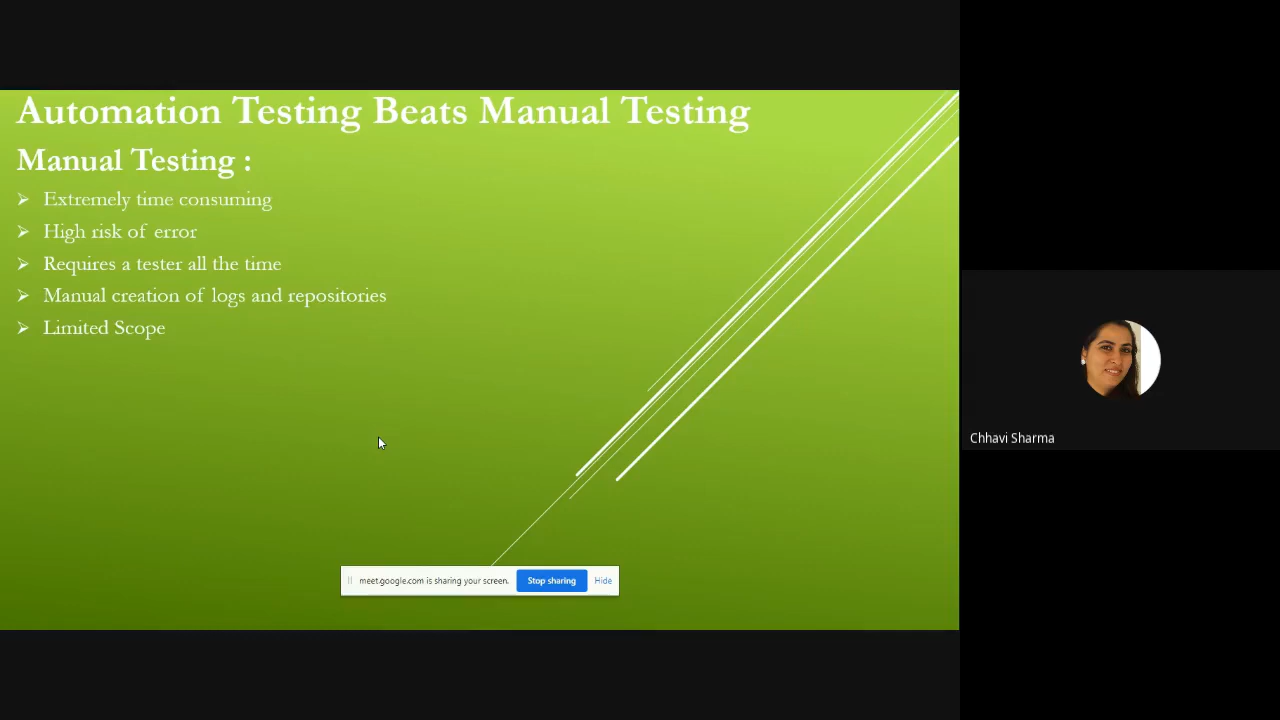 Automation Testing Beats Manual Testing
Manual Testing :
Extremely time consuming
High risk of error
Requires a tester all the time
Manual creation of logs and repositories
Limited Scope
meet.google.com is sharing your screen.
Stop sharing
Hide
Chhavi Sharma